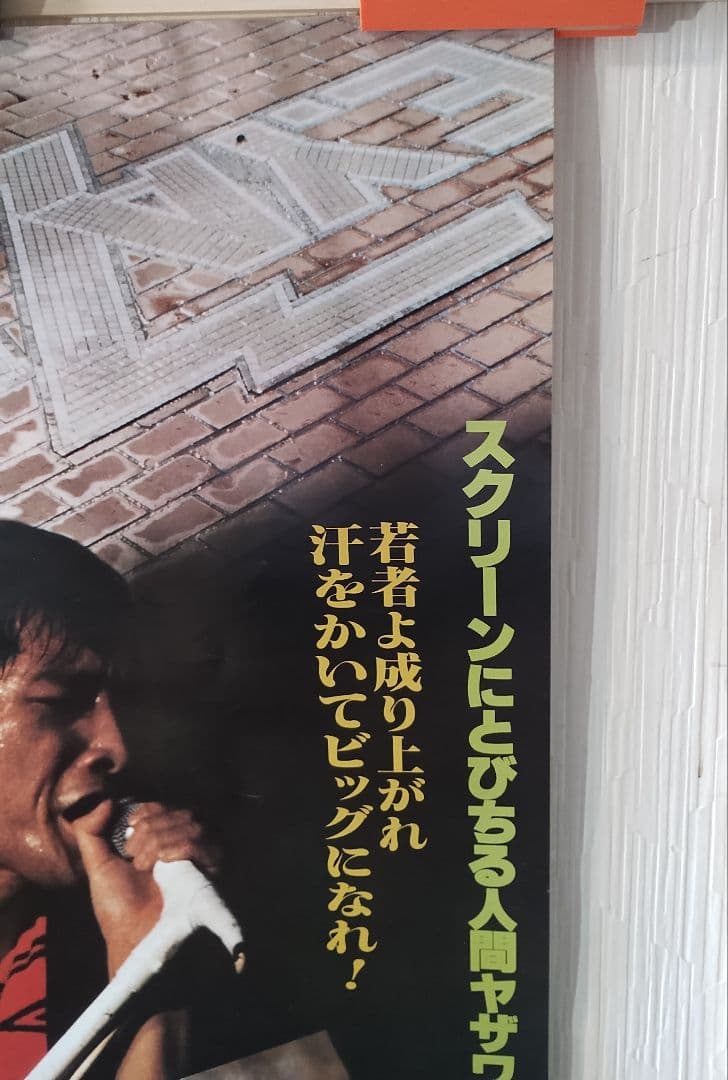 スクリーンにとびちる人間ヤザワ
若者よ成り上がれ
汗をかいてビッグになれ！